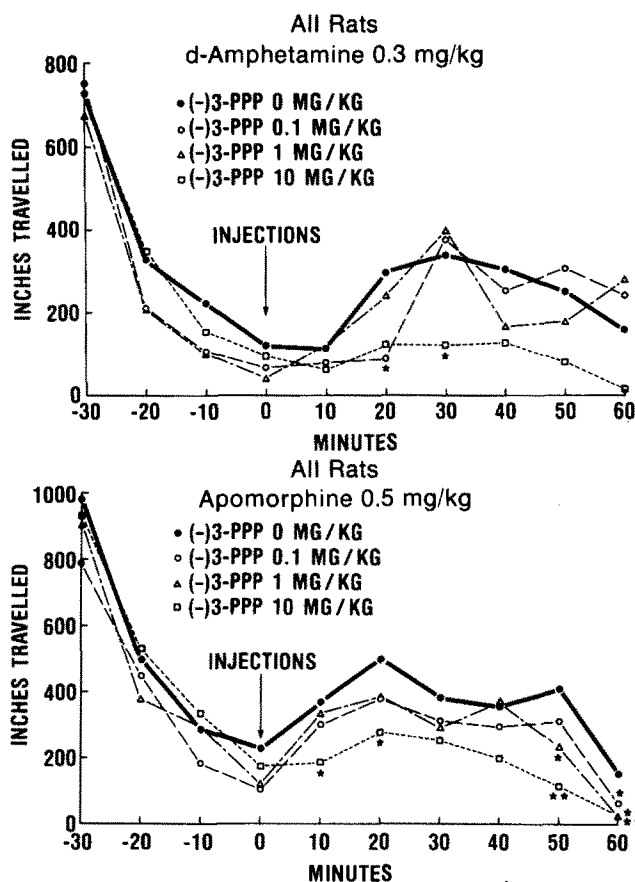 All Rats
d-Amphetamine 0.3 mg/kg
800
600
400
200
0
INCHES TRAVELLED
(-)3-PPP 0 MG/KG
(-)3-PPP 0.1 MG/KG
(-)3-PPP 1 MG/KG
(-)3-PPP 10 MG/KG
INJECTIONS
*
*
*
-30 -20 -10 0 10 20 30 40 50 60
MINUTES
All Rats
Apomorphine 0.5 mg/kg
1000
800
600
400
200
0
INCHES TRAVELLED
(-)3-PPP 0 MG/KG
(-)3-PPP 0.1 MG/KG
(-)3-PPP 1 MG/KG
(-)3-PPP 10 MG/KG
INJECTIONS
*
*
*
**
*
*
*
-30 -20 -10 0 10 20 30 40 50 60
MINUTES